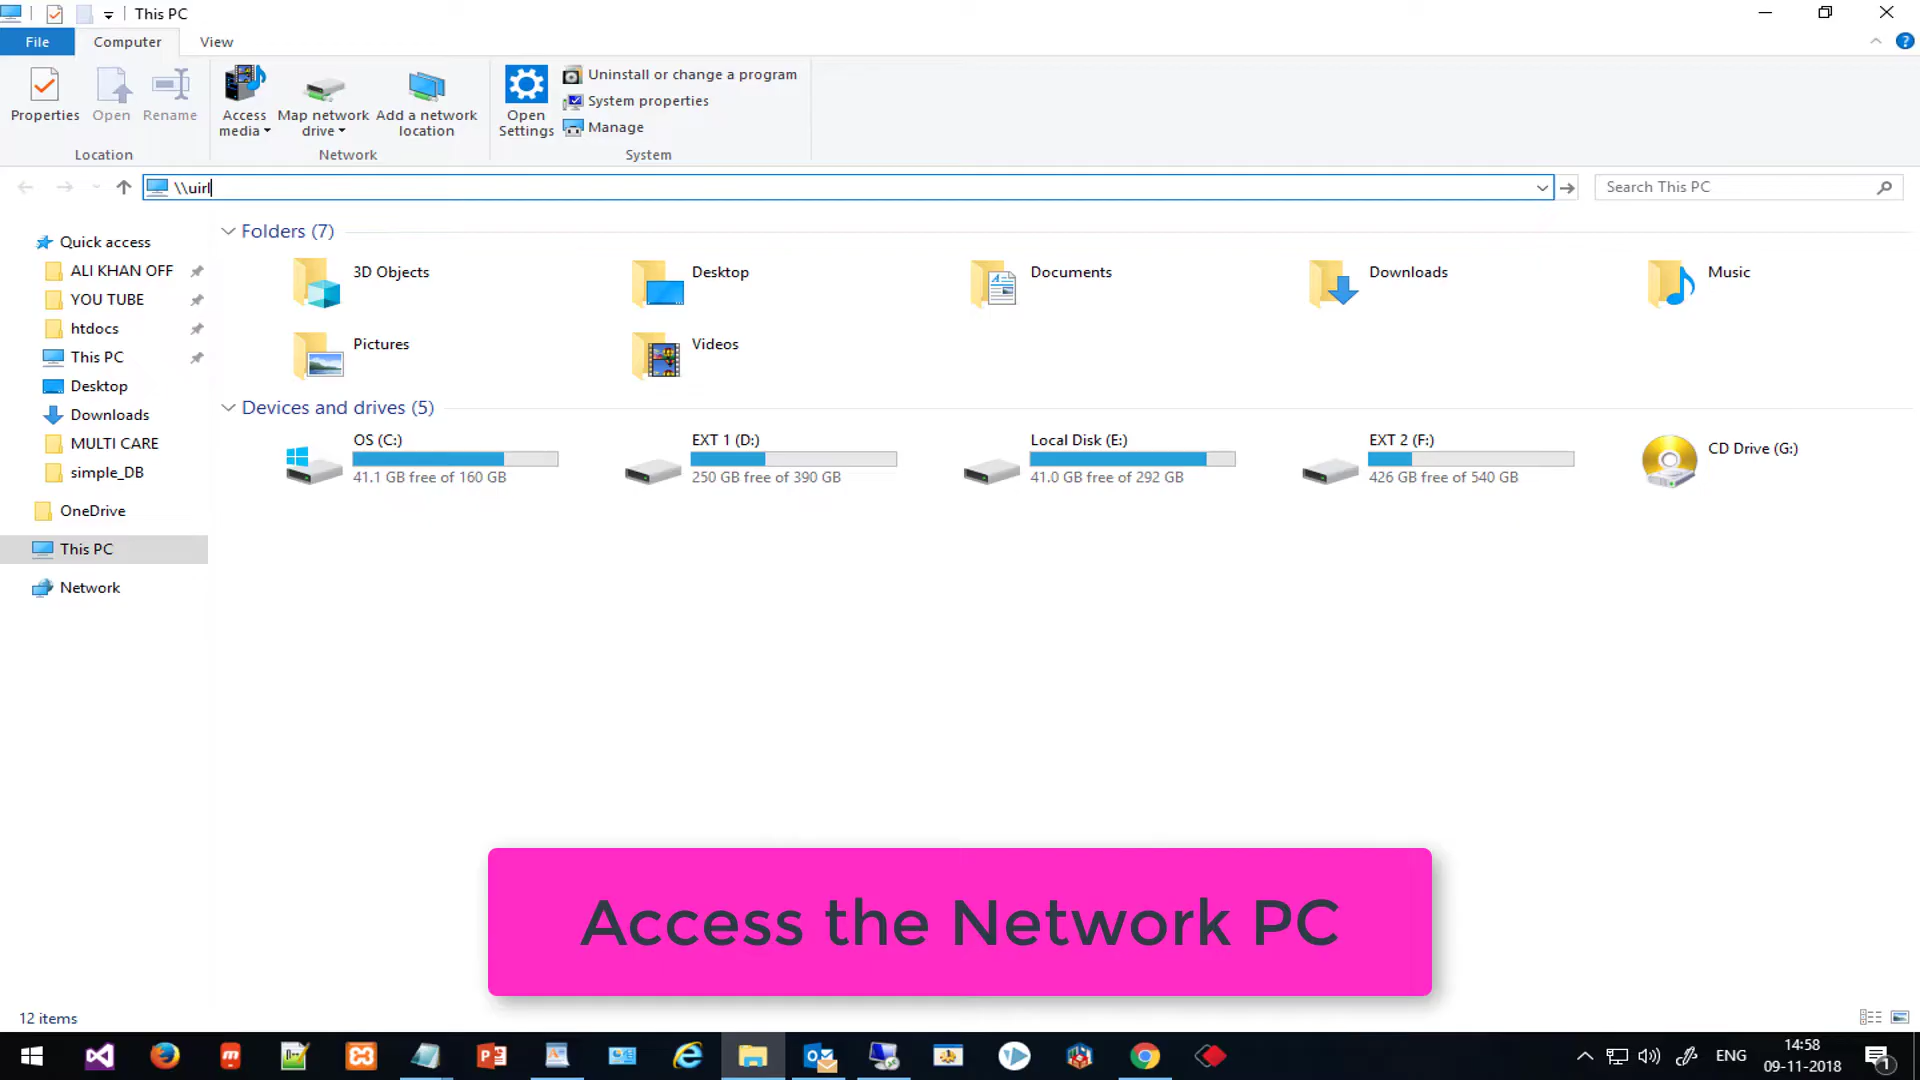 This PC
File Computer View
Properties Open Rename
Location
Access media Map network drive Add a network location
Network
Open Settings
Uninstall or change a program
System properties
Manage
System
\\uirl
Search This PC
Quick access
ALI KHAN OFF
YOU TUBE
htdocs
This PC
Desktop
Downloads
MULTI CARE
simple_DB
OneDrive
This PC
Network
Folders (7)
3D Objects
Desktop
Documents
Downloads
Music
Pictures
Videos
Devices and drives (5)
OS (C:)
41.1 GB free of 160 GB
EXT 1 (D:)
250 GB free of 390 GB
Local Disk (E:)
41.0 GB free of 292 GB
EXT 2 (F:)
426 GB free of 540 GB
CD Drive (G:)
Access the Network PC
12 items
ENG
14:58
09-11-2018
1